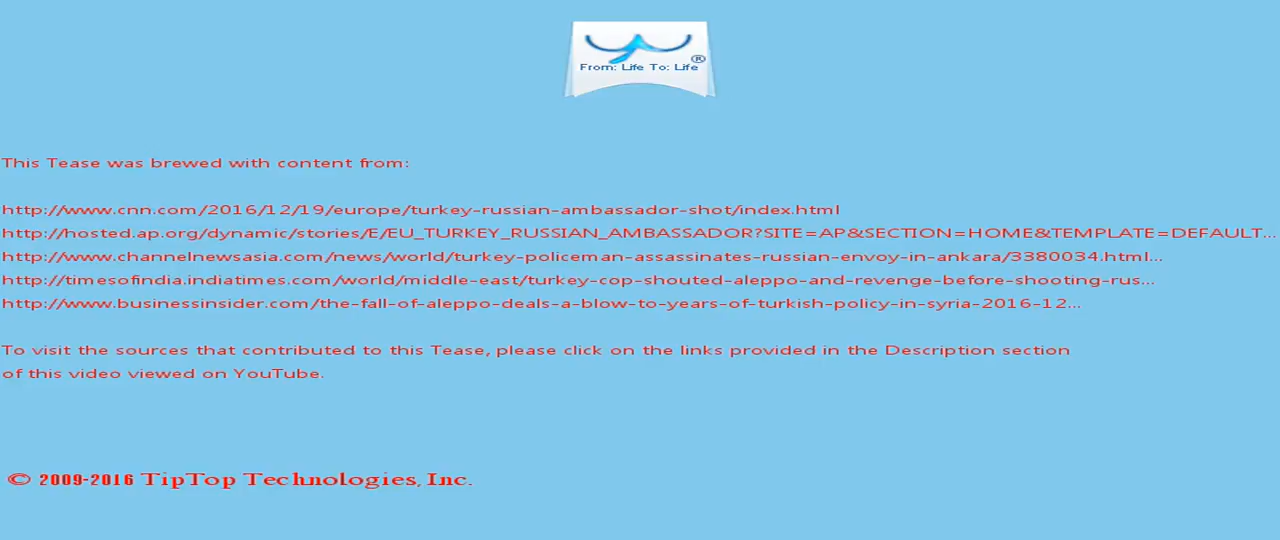 From: Life To: Life®
This Tease was brewed with content from:
http://www.cnn.com/2016/12/19/europe/turkey-russian-ambassador-shot/index.html
http://hosted.ap.org/dynamic/stories/E/EU_TURKEY_RUSSIAN_AMBASSADOR?SITE=AP&SECTION=HOME&TEMPLATE=DEFAULT...
http://www.channelnewsasia.com/news/world/turkey-policeman-assassinates-russian-envoy-in-ankara/3380034.html...
http://timesofindia.indiatimes.com/world/middle-east/turkey-cop-shouted-aleppo-and-revenge-before-shooting-rus...
http://www.businessinsider.com/the-fall-of-aleppo-deals-a-blow-to-years-of-turkish-policy-in-syria-2016-12...
To visit the sources that contributed to this Tease, please click on the links provided in the Description section
of this video viewed on YouTube.
© 2009-2016 TipTop Technologies, Inc.